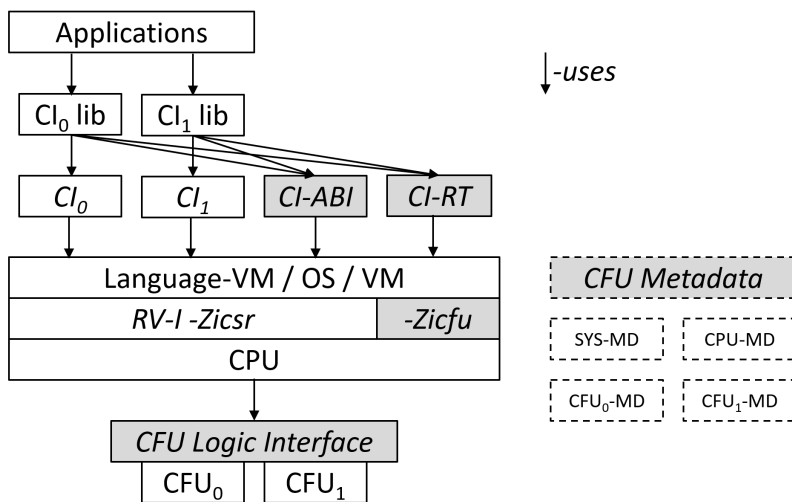 Applications
-uses
CI₀ lib CI₁ lib
CI₀ CI₁ CI-ABI CI-RT
Language-VM / OS / VM
CFU Metadata
RV-I -Zicsr -Zicfu
SYS-MD CPU-MD
CPU
CFU₀-MD CFU₁-MD
CFU Logic Interface
CFU₀ CFU₁